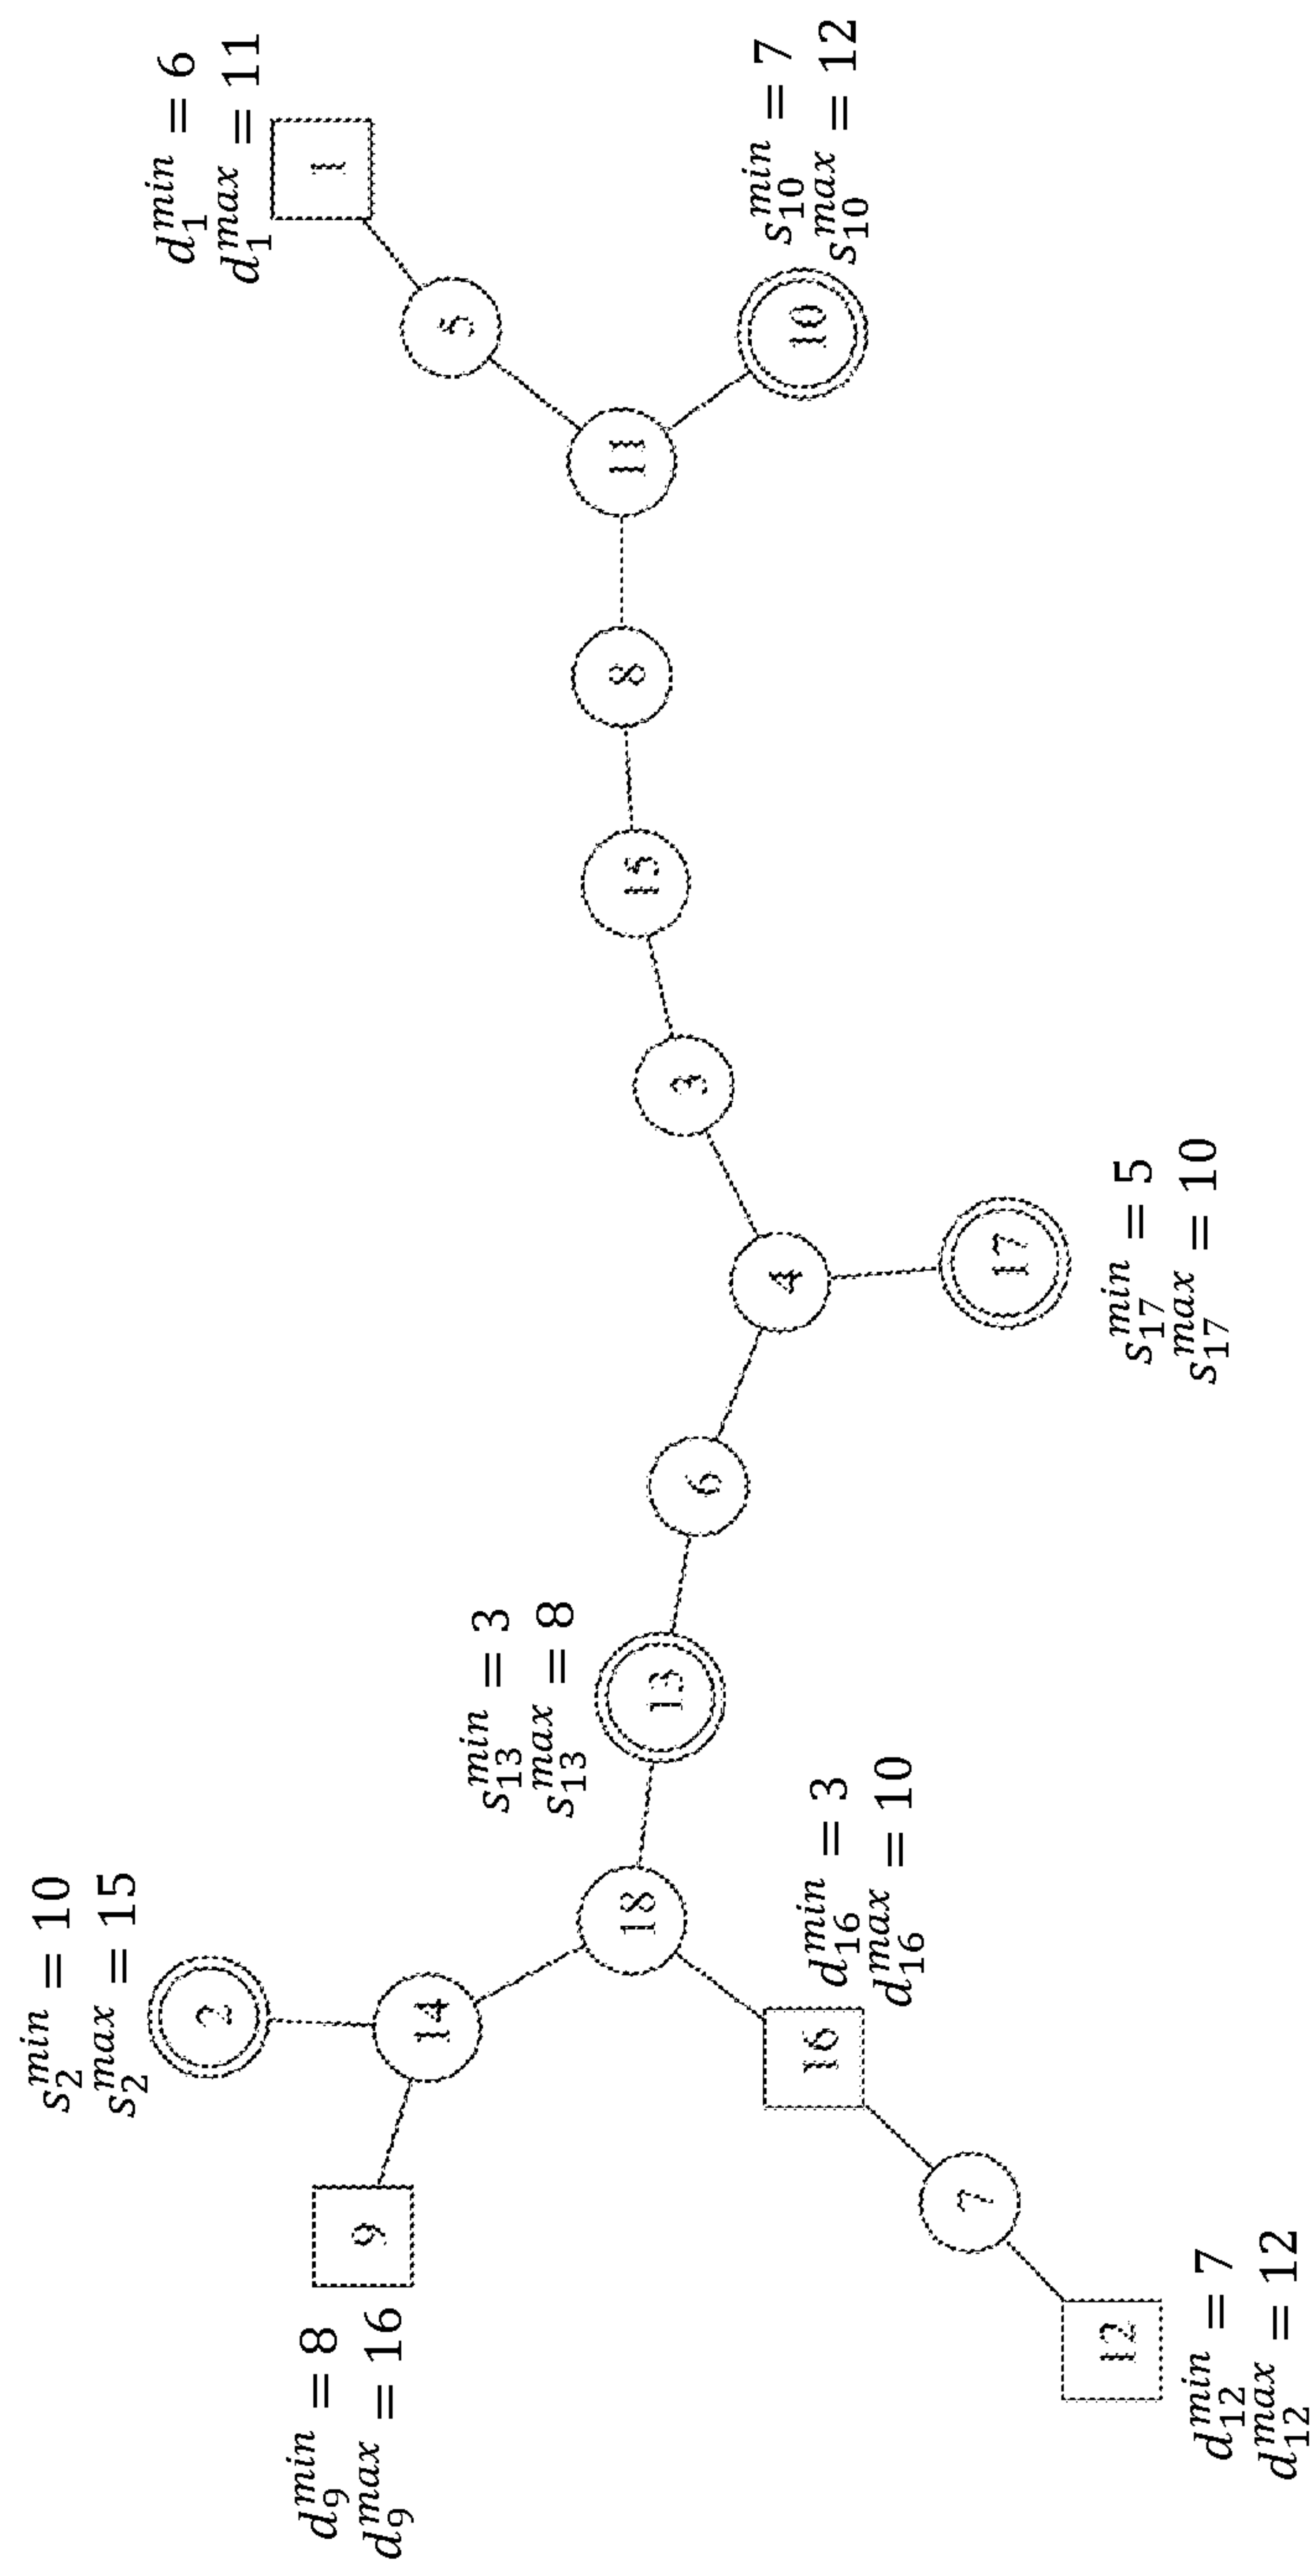 d_1^{min} = 6
d_1^{max} = 11
1
5
11
10
s_{10}^{min} = 7
s_{10}^{max} = 12
8
15
3
4
17
s_{17}^{min} = 5
s_{17}^{max} = 10
6
13
s_{13}^{min} = 3
s_{13}^{max} = 8
18
14
2
s_2^{min} = 10
s_2^{max} = 15
9
d_9^{min} = 8
d_9^{max} = 16
16
d_{16}^{min} = 3
d_{16}^{max} = 10
7
12
d_{12}^{min} = 7
d_{12}^{max} = 12